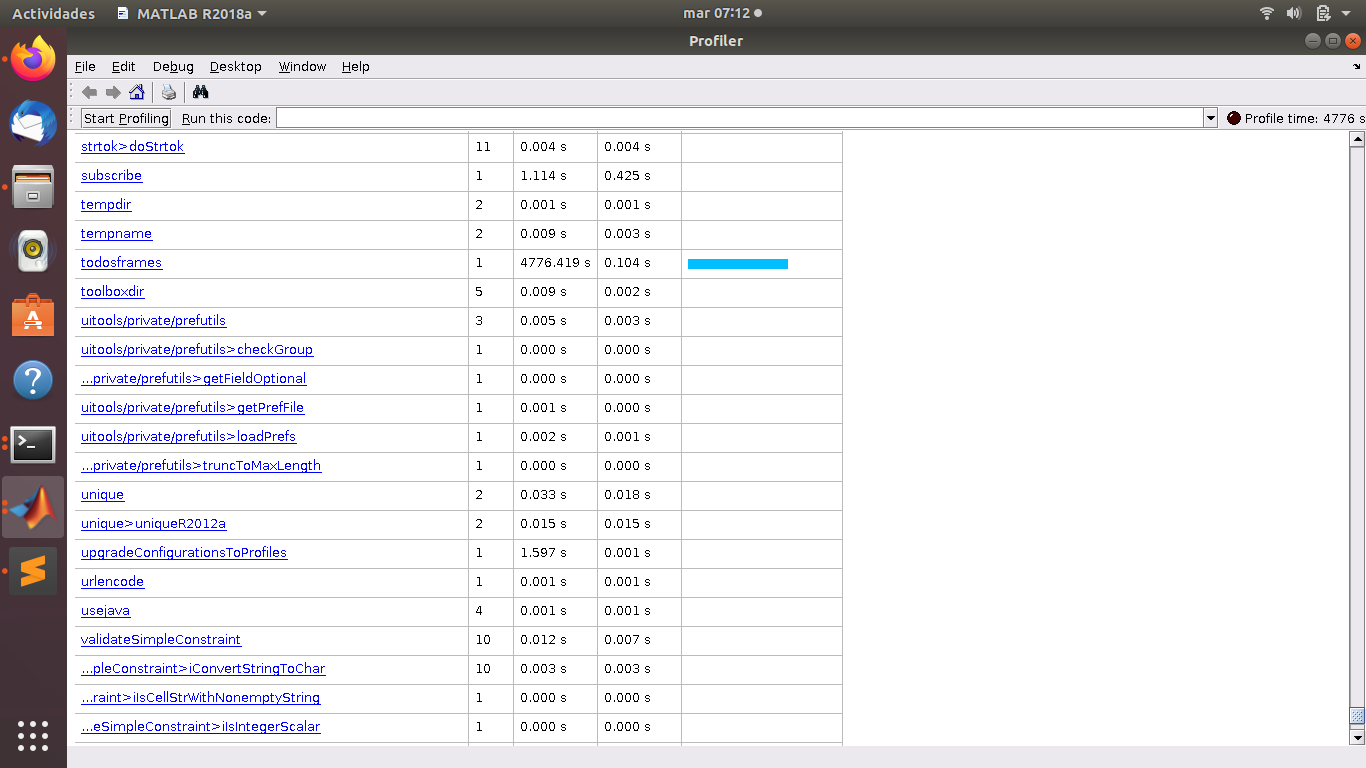 Actividades MATLAB R2018a mar 07:12
Profiler
File Edit Debug Desktop Window Help
Start Profiling Run this code: Profile time: 4776 s
strtok>doStrtok 11 0.004 s 0.004 s
subscribe 1 1.114 s 0.425 s
tempdir 2 0.001 s 0.001 s
tempname 2 0.009 s 0.003 s
todosframes 1 4776.419 s 0.104 s
toolboxdir 5 0.009 s 0.002 s
uitools/private/prefutils 3 0.005 s 0.003 s
uitools/private/prefutils>checkGroup 1 0.000 s 0.000 s
...private/prefutils>getFieldOptional 1 0.000 s 0.000 s
uitools/private/prefutils>getPrefFile 1 0.001 s 0.000 s
uitools/private/prefutils>loadPrefs 1 0.002 s 0.001 s
...private/prefutils>truncToMaxLength 1 0.000 s 0.000 s
unique 2 0.033 s 0.018 s
unique>uniqueR2012a 2 0.015 s 0.015 s
upgradeConfigurationsToProfiles 1 1.597 s 0.001 s
urlencode 1 0.001 s 0.001 s
usejava 4 0.001 s 0.001 s
validateSimpleConstraint 10 0.012 s 0.007 s
...pleConstraint>iConvertStringToChar 10 0.003 s 0.003 s
...raint>iIsCellStrWithNonemptyString 1 0.000 s 0.000 s
...eSimpleConstraint>iIsIntegerScalar 1 0.000 s 0.000 s